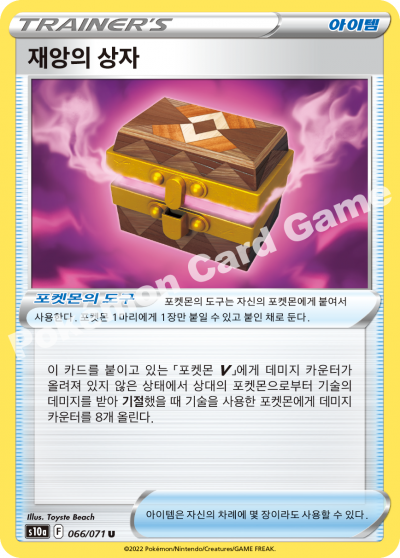 TRAINER'S
아이템
재앙의 상자
포켓몬의 도구
포켓몬의 도구는 자신의 포켓몬에게 붙여서
사용한다. 포켓몬 1마리에게 1장만 붙일 수 있고 붙인 채로 둔다.
이 카드를 붙이고 있는 「포켓몬 V」에게 데미지 카운터가
올려져 있지 않은 상태에서 상대의 포켓몬으로부터 기술의
데미지를 받아 기절했을 때 기술을 사용한 포켓몬에게 데미지
카운터를 8개 올린다.
Pokémon Card Game
Illus. Toyste Beach
s10a F 066/071 U
아이템은 자신의 차례에 몇 장이라도 사용할 수 있다.
©2022 Pokémon/Nintendo/Creatures/GAME FREAK.